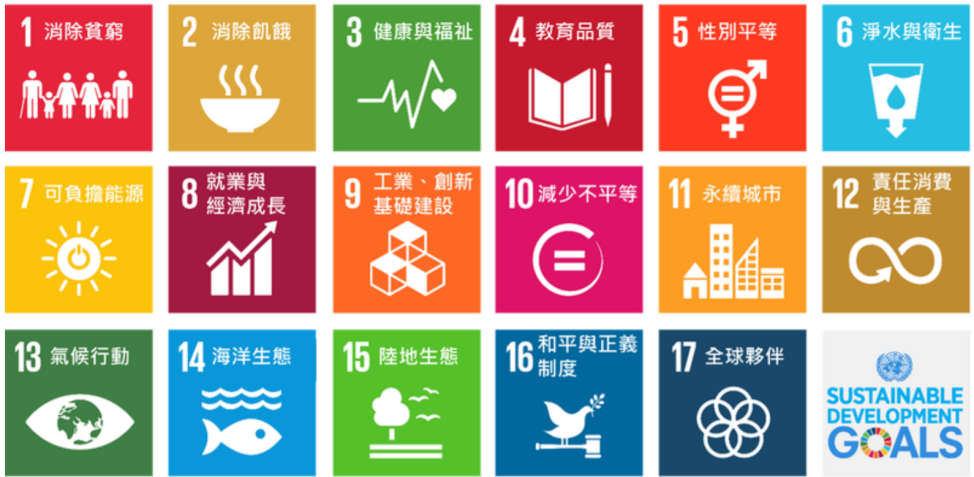 1 消除貧窮
2 消除飢餓
3 健康與福祉
4 教育品質
5 性別平等
6 淨水與衛生
7 可負擔能源
8 就業與
經濟成長
9 工業、創新
基礎建設
10 減少不平等
11 永續城市
12 責任消費
與生產
13 氣候行動
14 海洋生態
15 陸地生態
16 和平與正義
制度
17 全球夥伴
SUSTAINABLE
DEVELOPMENT
GOALS